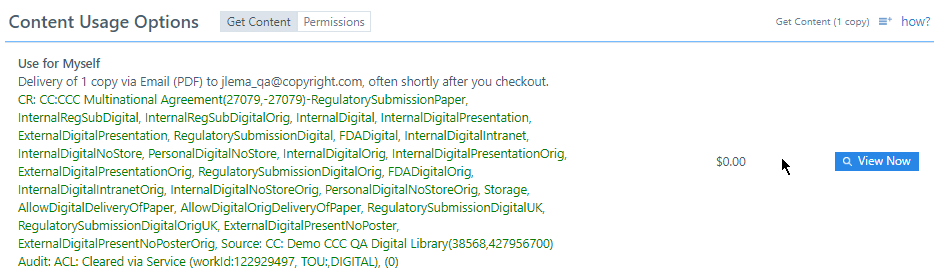 Content Usage Options Get Content Permissions Get Content (1 copy) how?
Use for Myself
Delivery of 1 copy via Email (PDF) to jlema_qa@copyright.com, often shortly after you checkout.
CR: CC:CCC Multinational Agreement(27079,-27079)-RegulatorySubmissionPaper,
InternalRegSubDigital, InternalRegSubDigitalOrig, InternalDigital, InternalDigitalPresentation,
ExternalDigitalPresentation, RegulatorySubmissionDigital, FDADigital, InternalDigitalIntranet,
InternalDigitalNoStore, PersonalDigitalNoStore, InternalDigitalOrig, InternalDigitalPresentationOrig,
ExternalDigitalPresentationOrig, RegulatorySubmissionDigitalOrig, FDADigitalOrig,
InternalDigitalIntranetOrig, InternalDigitalNoStoreOrig, PersonalDigitalNoStoreOrig, Storage,
AllowDigitalDeliveryOfPaper, AllowDigitalOrigDeliveryOfPaper, RegulatorySubmissionDigitalUK,
RegulatorySubmissionDigitalOrigUK, ExternalDigitalPresentNoPoster,
ExternalDigitalPresentNoPosterOrig, Source: CC: Demo CCC QA Digital Library(38568,427956700)
Audit: ACL: Cleared via Service (workId:122929497, TOU:,DIGITAL), (0)
$0.00 View Now